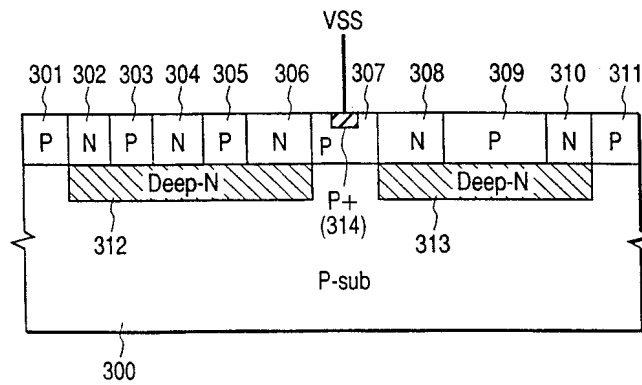 VSS
301 302 303 304 305 306 307 308 309 310 311
P N P N P N P N P N P
Deep-N Deep-N
312 P+ 313
(314)
P-sub
300